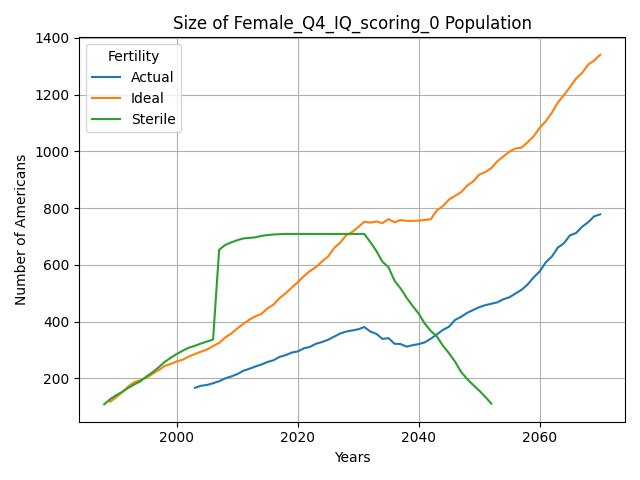 Size of Female_Q4_IQ_scoring_0 Population
Fertility
Actual
Ideal
Sterile
Number of Americans
1400
1200
1000
800
600
400
200
2000
2020
2040
2060
Years